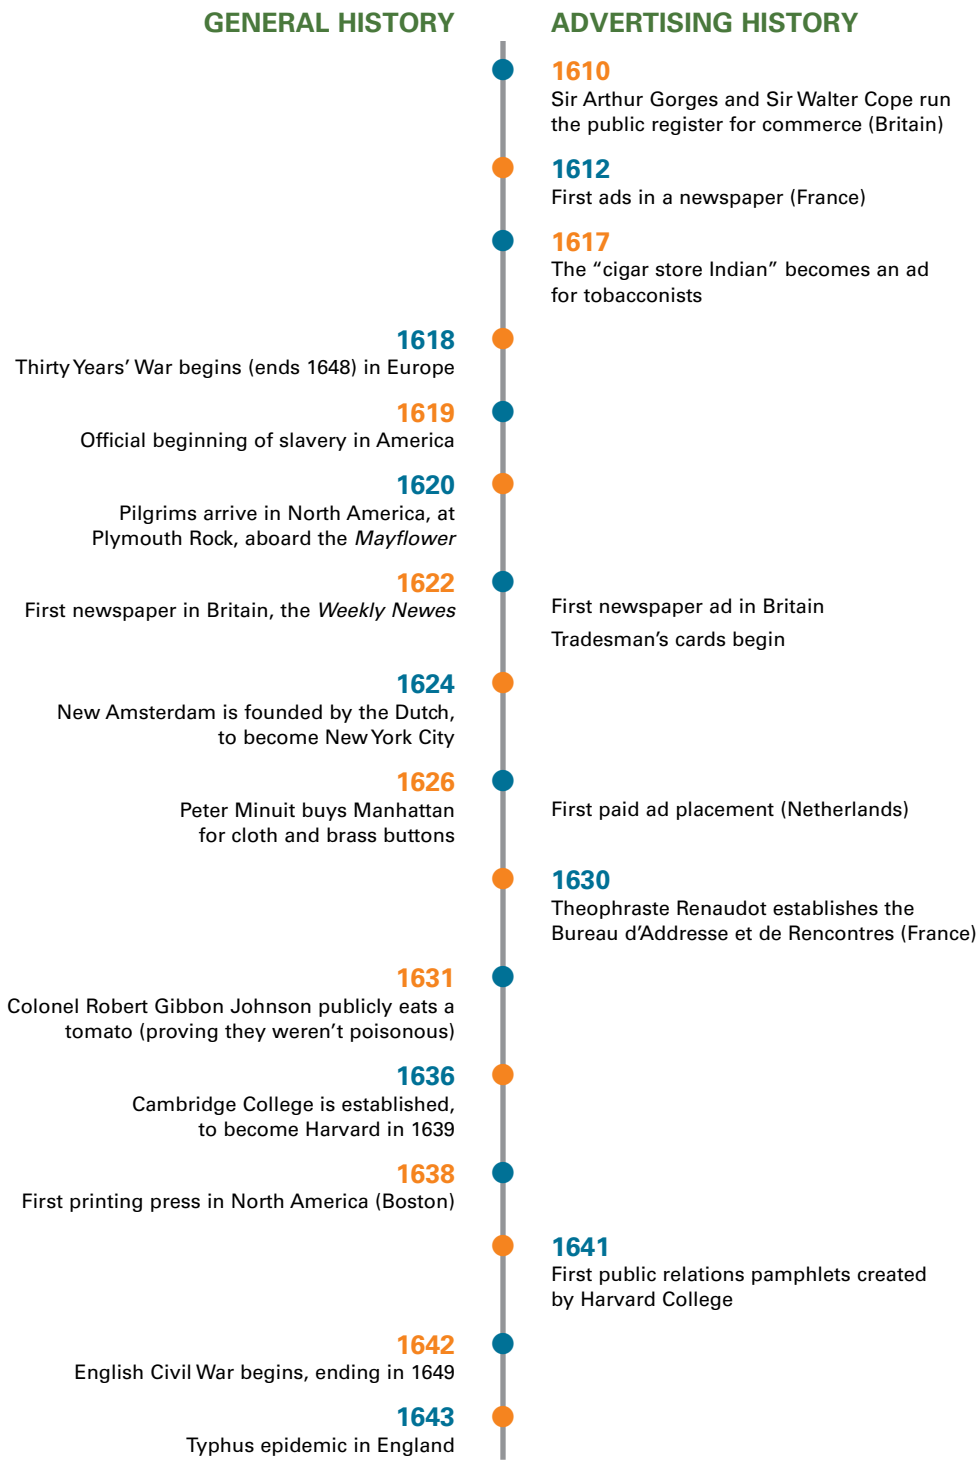 GENERAL HISTORY
ADVERTISING HISTORY
1610
Sir Arthur Gorges and Sir Walter Cope run
the public register for commerce (Britain)
1612
First ads in a newspaper (France)
1617
The “cigar store Indian” becomes an ad
for tobacconists
1618
Thirty Years’ War begins (ends 1648) in Europe
1619
Official beginning of slavery in America
1620
Pilgrims arrive in North America, at
Plymouth Rock, aboard the Mayflower
1622
First newspaper in Britain, the Weekly Newes
First newspaper ad in Britain
Tradesman’s cards begin
1624
New Amsterdam is founded by the Dutch,
to become New York City
1626
Peter Minuit buys Manhattan
for cloth and brass buttons
First paid ad placement (Netherlands)
1630
Theophraste Renaudot establishes the
Bureau d’Addresse et de Rencontres (France)
1631
Colonel Robert Gibbon Johnson publicly eats a
tomato (proving they weren’t poisonous)
1636
Cambridge College is established,
to become Harvard in 1639
1638
First printing press in North America (Boston)
1641
First public relations pamphlets created
by Harvard College
1642
English Civil War begins, ending in 1649
1643
Typhus epidemic in England